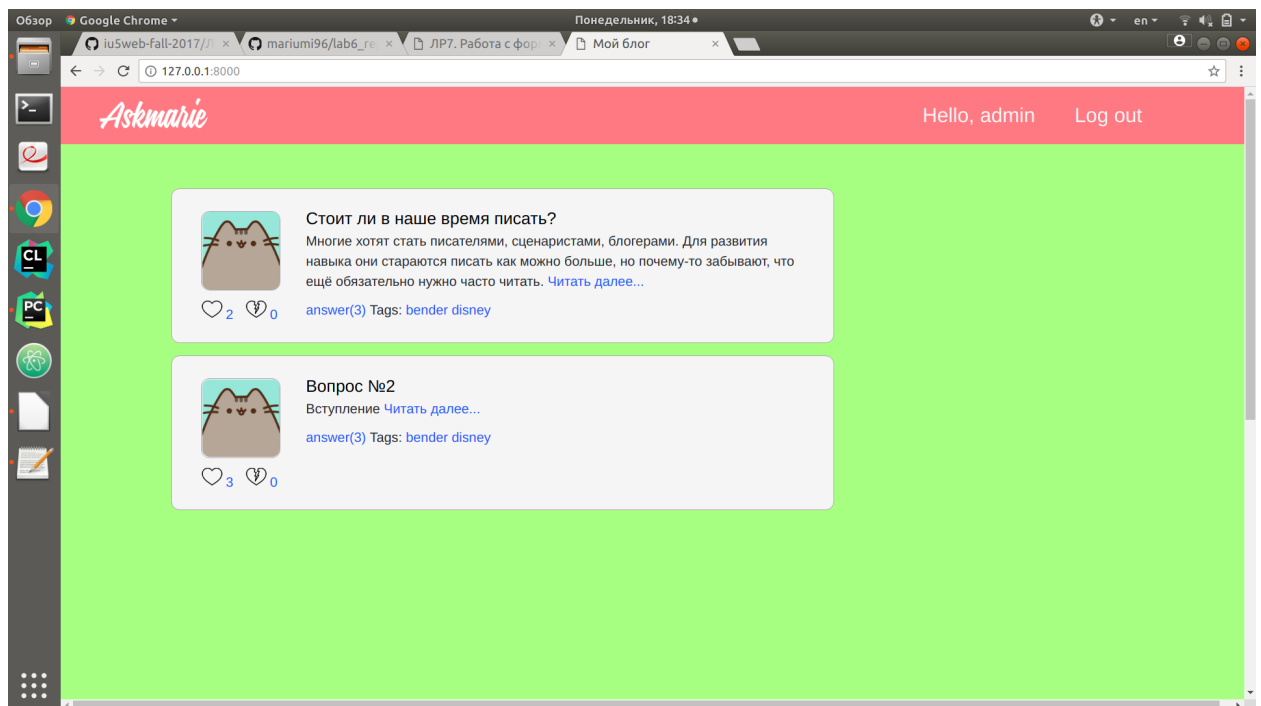 Обзор Google Chrome Понедельник, 18:34 en
iu5web-fall-2017/Л mariumi96/lab6_re ЛР7. Работа с фор Мой блог
127.0.0.1:8000
Askmarie Hello, admin Log out
Стоит ли в наше время писать?
Многие хотят стать писателями, сценаристами, блогерами. Для развития
навыка они стараются писать как можно больше, но почему-то забывают, что
ещё обязательно нужно часто читать. Читать далее...
2 0 answer(3) Tags: bender disney
Вопрос №2
Вступление Читать далее...
answer(3) Tags: bender disney
3 0
CL
PC